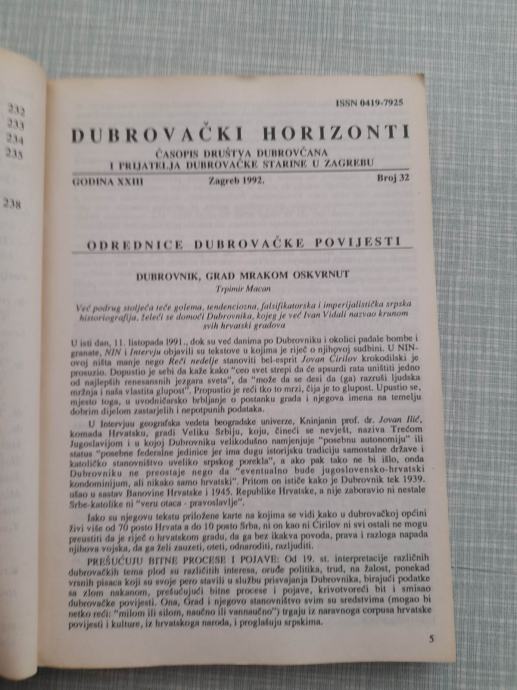 232
233
234
235
238
ISSN 0419-7925
DUBROVAČKI HORIZONTI
ČASOPIS DRUŠTVA DUBROVČANA
I PRIJATELJA DUBROVAČKE STARINE U ZAGREBU
GODINA XXIII Zagreb 1992. Broj 32
ODREDNICE DUBROVAČKE POVIJESTI
DUBROVNIK, GRAD MRAKOM OSKVRNUT
Trpimir Macan
Već podrug stoljeća teče golema, tendenciosna, falsifikatorska i imperijalistička srpska
historiografija, želeći se domoći Dubrovnika, kojeg je već Ivan Vidali nazvao krunom
svih hrvatski gradova
U isti dan, 11. listopada 1991., dok su već danima po Dubrovniku i okolici padale bombe i
granate, NIN i Intervju objavili su tekstove u kojima je riječ o njihovoj sudbini. U NIN-
ovoj ništa manje nego Reči nedelje stanoviti bel-esprit Jovan Ćirilov krokodilski je
prosuzio. Dopustio je sebi da kaže kako "ceo svet strepi da će apsurdi rata uništiti jedno
od najlepših renesansnih jezgara sveta", da "može da se desi da (ga) razruši ljudska
mržnja i naša vlastita glupost". Propustio je reći tko to mrzi, čija je to glupost. Upustio se,
mjesto toga, u uvodničarsko brbljanje o postanku grada i njegova imena na temelju
dobrim dijelom zastarjelih i nepotpunih podataka.
U Intervjuu geografska vedeta beogradske univerze, Kninjanin prof. dr. Jovan Ilić,
komada Hrvatsku, gradi Veliku Srbiju, koju, čineći se nevješt, naziva Trećom
Jugoslavijom i u kojoj Dubrovniku velikodušno namjenjuje "posebnu autonomiju" ili
status "posebne federalne jedinice jer ima dugu istorijsku tradiciju samostalne države i
katoličko stanovništvo uveliko srpskog porekla", a ako pak tako ne bi išlo, onda
Dubrovniku ne preostaje nego da "eventualno bude jugoslovensko-hrvatski
kondominijum, ali nikako samo hrvatski". Pritom on ističe kako je Dubrovnik tek 1939.
ušao u sastav Banovine Hrvatske i 1945. Republike Hrvatske, a nije zaboravio ni nestale
Srbe-katolike ni "veru otaca - pravoslavlje".
Iako su njegovu tekstu priložene karte na kojima se vidi kako u dubrovačkoj općini
živi više od 70 posto Hrvata a do 10 posto Srba, ni on kao ni Ćirilov ni svi ostali ne mogu
preustiti da je riječ o hrvatskom gradu, da ga bez ikakva povoda, prava i razloga napada
njihova vojska, da ga želi zauzeti, oteti, odnaroditi, razljuditi.
PREŠUĆUJU BITNE PROCESE I POJAVE: Od 19. st. interpretacije različnih
dubrovačkih tema plod su različitih interesa, oruđe politika, trud, na žalost, ponekad
vrsnih pisaca koji su svoje pero stavili u službu prisvajanja Dubrovnika, birajući podatke
sa zlom nakanom, prešućujući bitne procese i pojave, krivotvoreći bit i smisao
dubrovačke povijesti. Ona, Grad i njegovo stanovništvo svim su sredstvima (mogao bi
netko reći: "milom ili silom, naučno ili vannaučno") trgaju iz naravnoga corpusa hrvatske
povijesti i kulture, iz hrvatskoga naroda, i proglašuju srpskima.
5